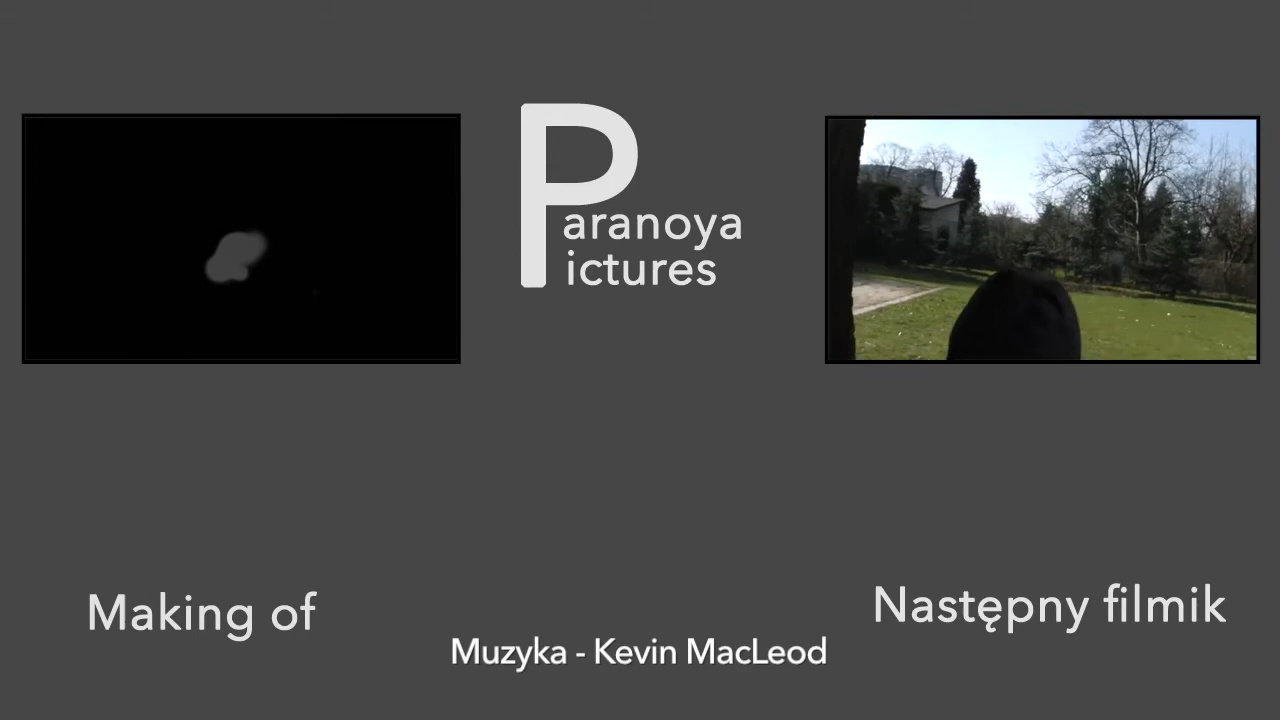 Paranoya
Pictures
Making of
Następny filmik
Muzyka - Kevin MacLeod